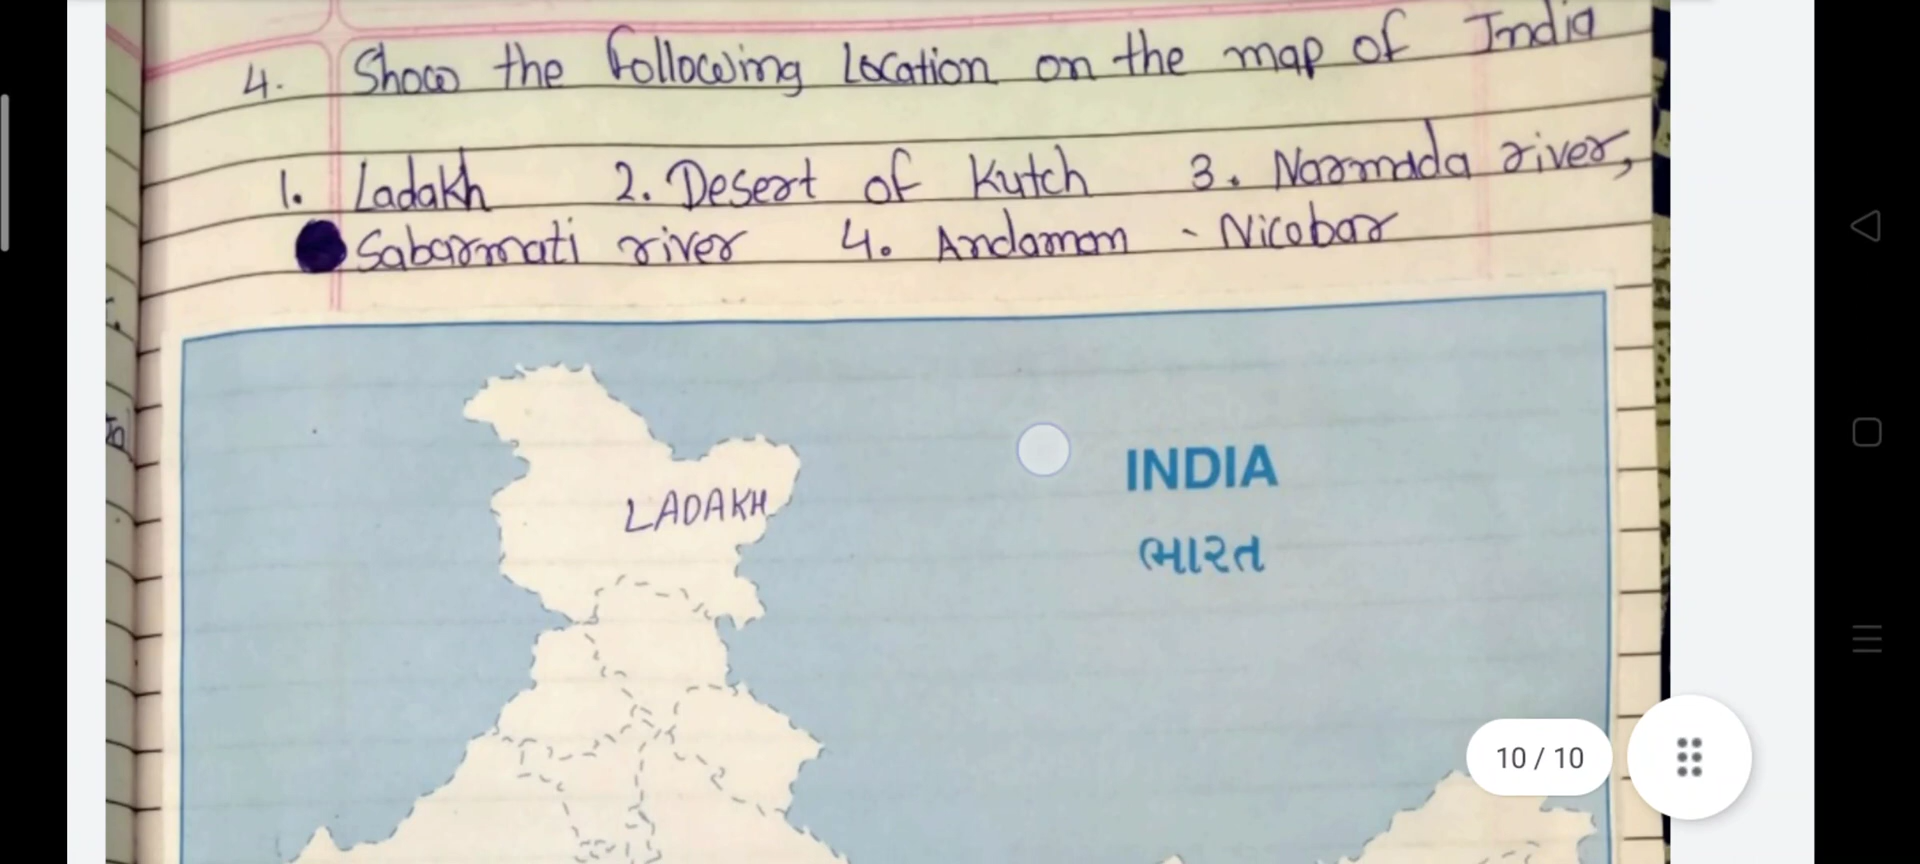 4. Show the following Location on the map of India
1. Ladakh 2. Desert of Kutch 3. Narmada river,
Sabarmati river 4. Andaman - Nicobar
INDIA
ભારત
LADAKH
10 / 10